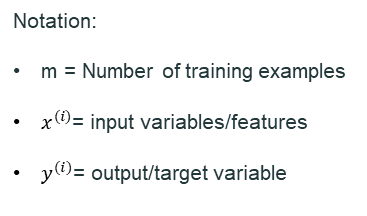 Notation:
• m = Number of training examples
• x⁽ⁱ⁾= input variables/features
• y⁽ⁱ⁾= output/target variable